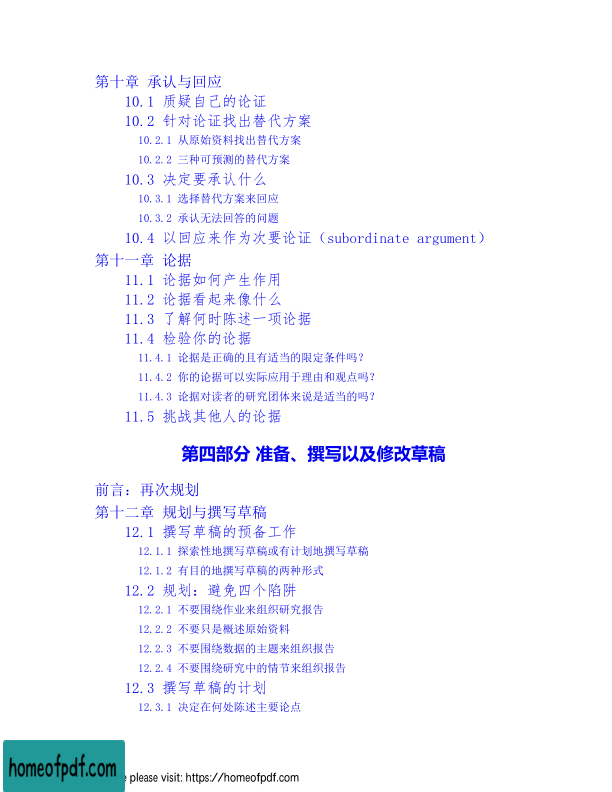 第十章 承认与回应
10.1 质疑自己的论证
10.2 针对论证找出替代方案
10.2.1 从原始资料找出替代方案
10.2.2 三种可预测的替代方案
10.3 决定要承认什么
10.3.1 选择替代方案来回应
10.3.2 承认无法回答的问题
10.4 以回应来作为次要论证（subordinate argument）
第十一章 论据
11.1 论据如何产生作用
11.2 论据看起来像什么
11.3 了解何时陈述一项论据
11.4 检验你的论据
11.4.1 论据是正确的且有适当的限定条件吗？
11.4.2 你的论据可以实际应用于理由和观点吗？
11.4.3 论据对读者的研究团体来说是适当的吗？
11.5 挑战其他人的论据
第四部分 准备、撰写以及修改草稿
前言：再次规划
第十二章 规划与撰写草稿
12.1 撰写草稿的预备工作
12.1.1 探索性地撰写草稿或有计划地撰写草稿
12.1.2 有目的地撰写草稿的两种形式
12.2 规划：避免四个陷阱
12.2.1 不要围绕作业来组织研究报告
12.2.2 不要只是概述原始资料
12.2.3 不要围绕数据的主题来组织报告
12.2.4 不要围绕研究中的情节来组织报告
12.3 撰写草稿的计划
12.3.1 决定在何处陈述主要论点
homeofpdf.com
please visit: https://homeofpdf.com